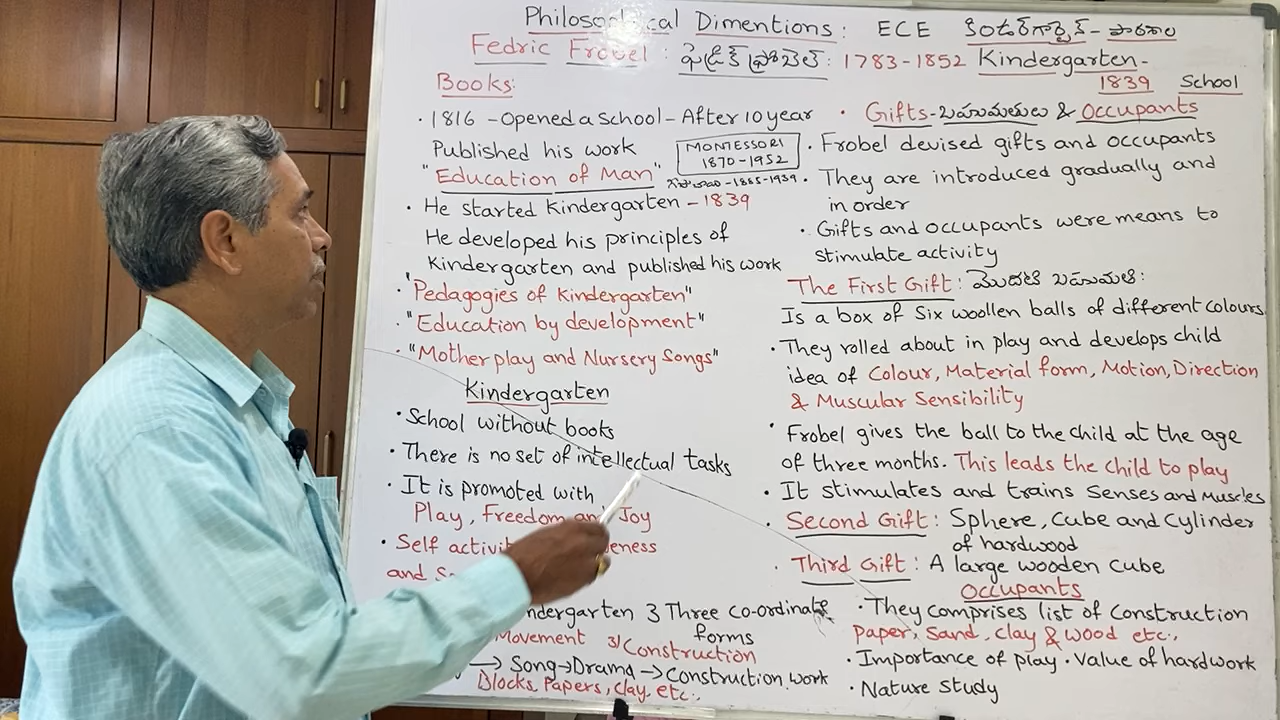 Philosophical Dimentions: ECE కిండర్‌గార్టెన్ - పాఠశాల
Fedric Frobel: ఫెడ్రిక్ ఫ్రోబెల్: 1783-1852 Kindergarten-
1839 School
Books:
· 1816 - Opened a school - After 10 year
Published his work
"Education of Man"
MONTESSORI
1870-1952
-1939
· He started Kindergarten - 1839
He developed his principles of
Kindergarten and published his work
· "Pedagogies of Kindergarten"
· "Education by development"
· "Mother play and Nursery Songs"
Kindergarten
· School without books
· There is no set of intellectual tasks
· It is promoted with
Play, Freedom and Joy
· Self
and
3 Three co-ordinate
forms
Movement 3) Construction
→ Song → Drama → Construction work
Blocks, Papers, clay etc.,
· Gifts - బహుమతులు & Occupants
· Frobel devised gifts and occupants
· They are introduced gradually and
in order
· Gifts and occupants were means to
stimulate activity
The First Gift: మొదటి బహుమతి:
Is a box of Six woollen balls of different colours
· They rolled about in play and develops child
idea of Colour, Material form, Motion, Direction
& Muscular Sensibility
· Frobel gives the ball to the child at the age
of three months. This leads the child to play
· It stimulates and trains senses and Muscles
· Second Gift: Sphere, Cube and Cylinder
of hardwood
· Third Gift: A large wooden cube
Occupants
· They comprises list of construction
Paper, Sand, Clay & wood etc.,
· Importance of play · Value of hardwork
· Nature study